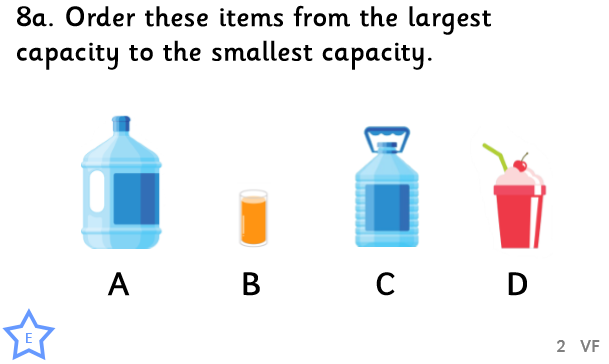 8a. Order these items from the largest
capacity to the smallest capacity.
A B C D
E
2 VF